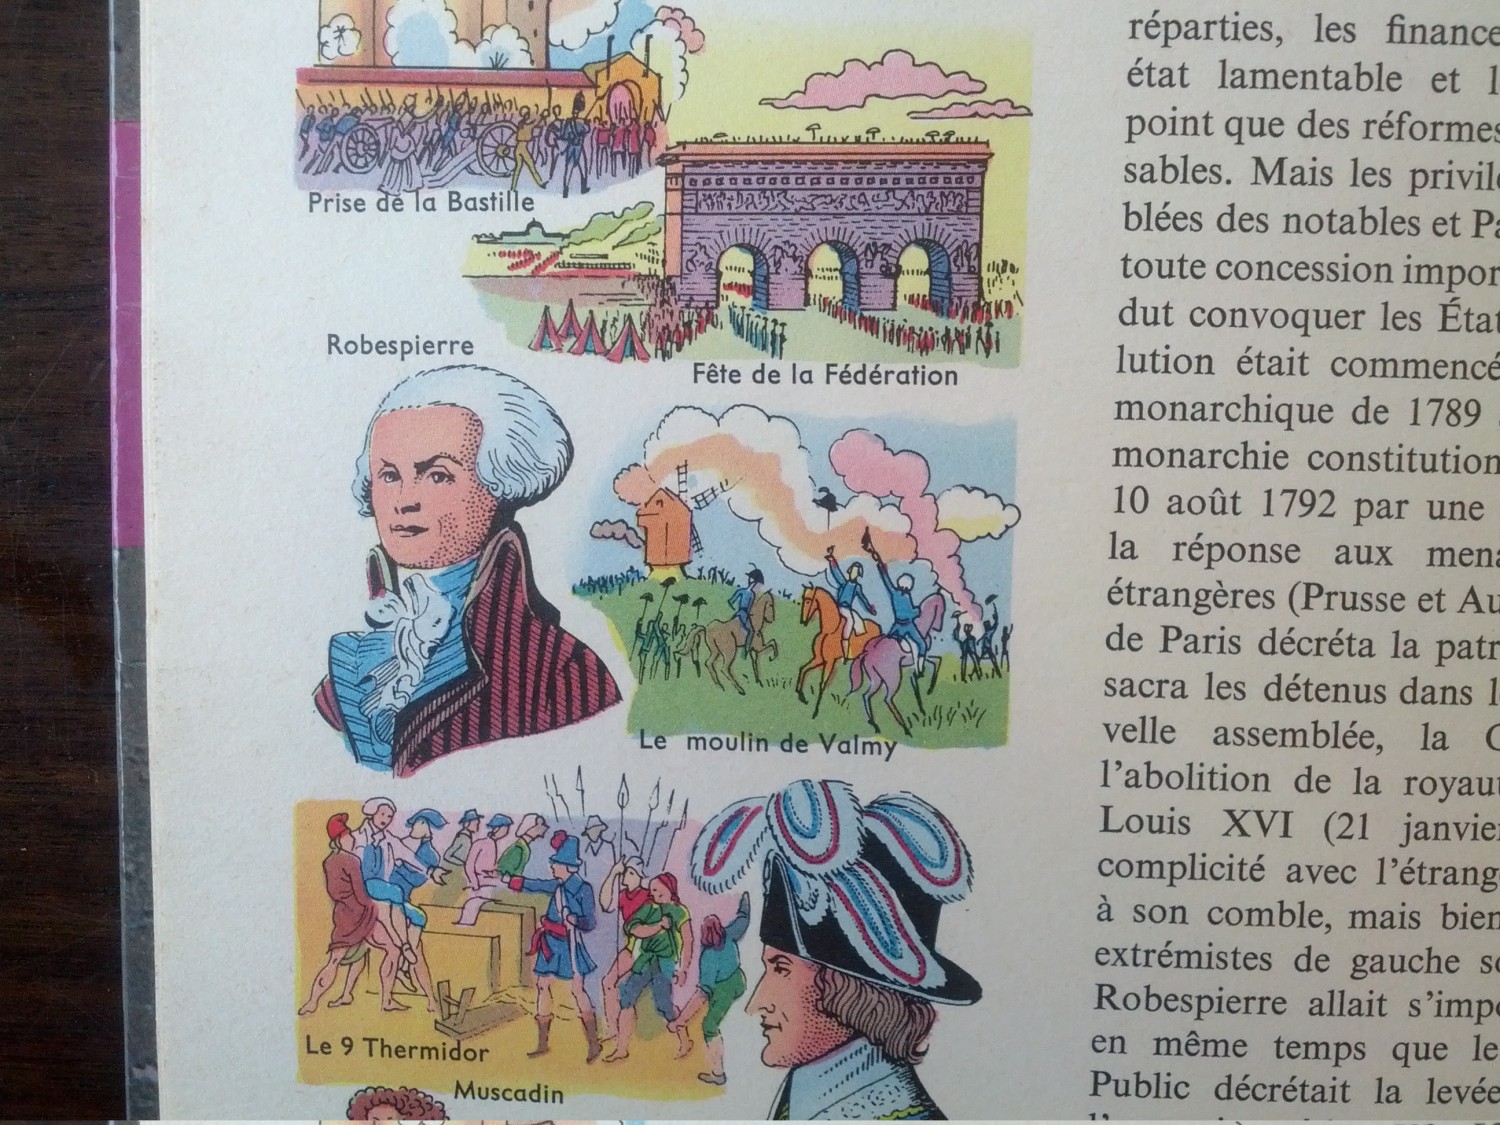 Prise de la Bastille
Robespierre
Fête de la Fédération
Le moulin de Valmy
Le 9 Thermidor
Muscadin
réparties, les finance
état lamentable et l
point que des réformes
sables. Mais les privil
blées des notables et Pa
toute concession impor
dut convoquer les État
lution était commencé
monarchique de 1789
monarchie constitution
10 août 1792 par une
la réponse aux mena
étrangères (Prusse et Au
de Paris décréta la patr
sacra les détenus dans l
velle assemblée, la C
l'abolition de la royau
Louis XVI (21 janvier
complicité avec l'étrang
à son comble, mais bien
extrémistes de gauche so
Robespierre allait s'impo
en même temps que le
Public décrétait la levée